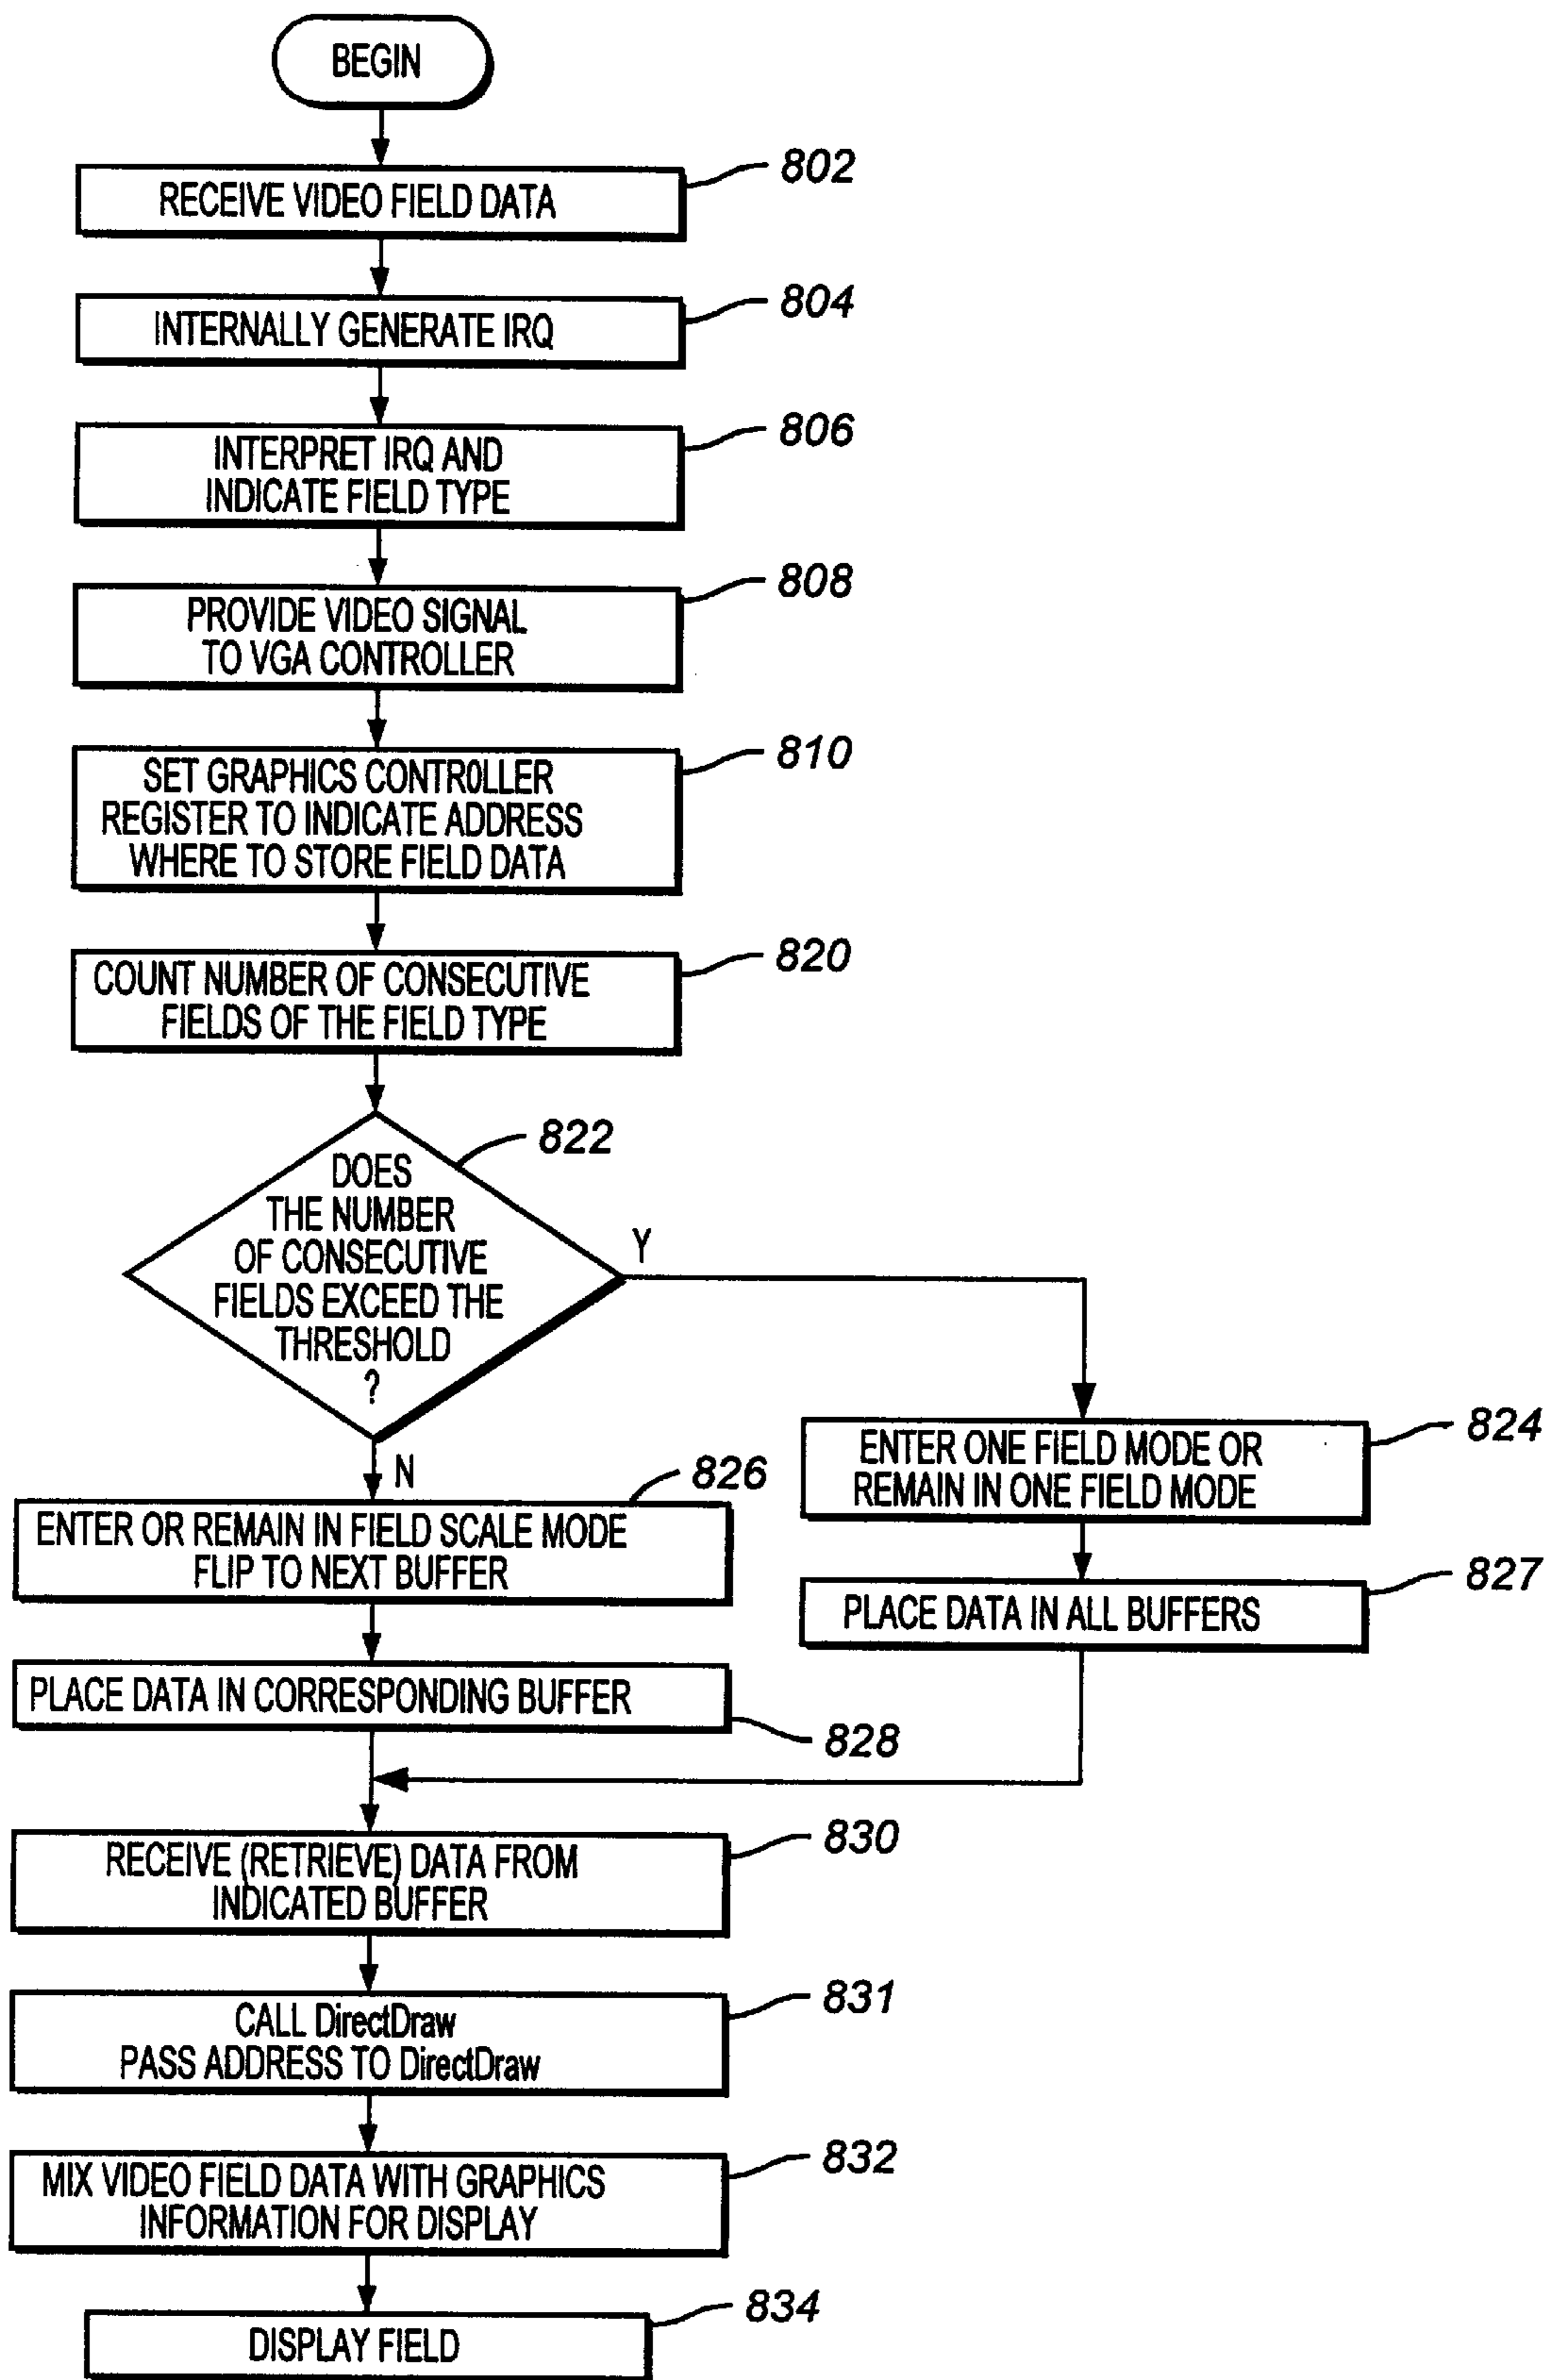 BEGIN
802
RECEIVE VIDEO FIELD DATA
804
INTERNALLY GENERATE IRQ
806
INTERPRET IRQ AND
INDICATE FIELD TYPE
808
PROVIDE VIDEO SIGNAL
TO VGA CONTROLLER
810
SET GRAPHICS CONTROLLER
REGISTER TO INDICATE ADDRESS
WHERE TO STORE FIELD DATA
820
COUNT NUMBER OF CONSECUTIVE
FIELDS OF THE FIELD TYPE
822
DOES
THE NUMBER
OF CONSECUTIVE
FIELDS EXCEED THE
THRESHOLD
?
Y
N
824
ENTER ONE FIELD MODE OR
REMAIN IN ONE FIELD MODE
826
ENTER OR REMAIN IN FIELD SCALE MODE
FLIP TO NEXT BUFFER
827
PLACE DATA IN ALL BUFFERS
PLACE DATA IN CORRESPONDING BUFFER
828
830
RECEIVE (RETRIEVE) DATA FROM
INDICATED BUFFER
831
CALL DirectDraw
PASS ADDRESS TO DirectDraw
832
MIX VIDEO FIELD DATA WITH GRAPHICS
INFORMATION FOR DISPLAY
834
DISPLAY FIELD